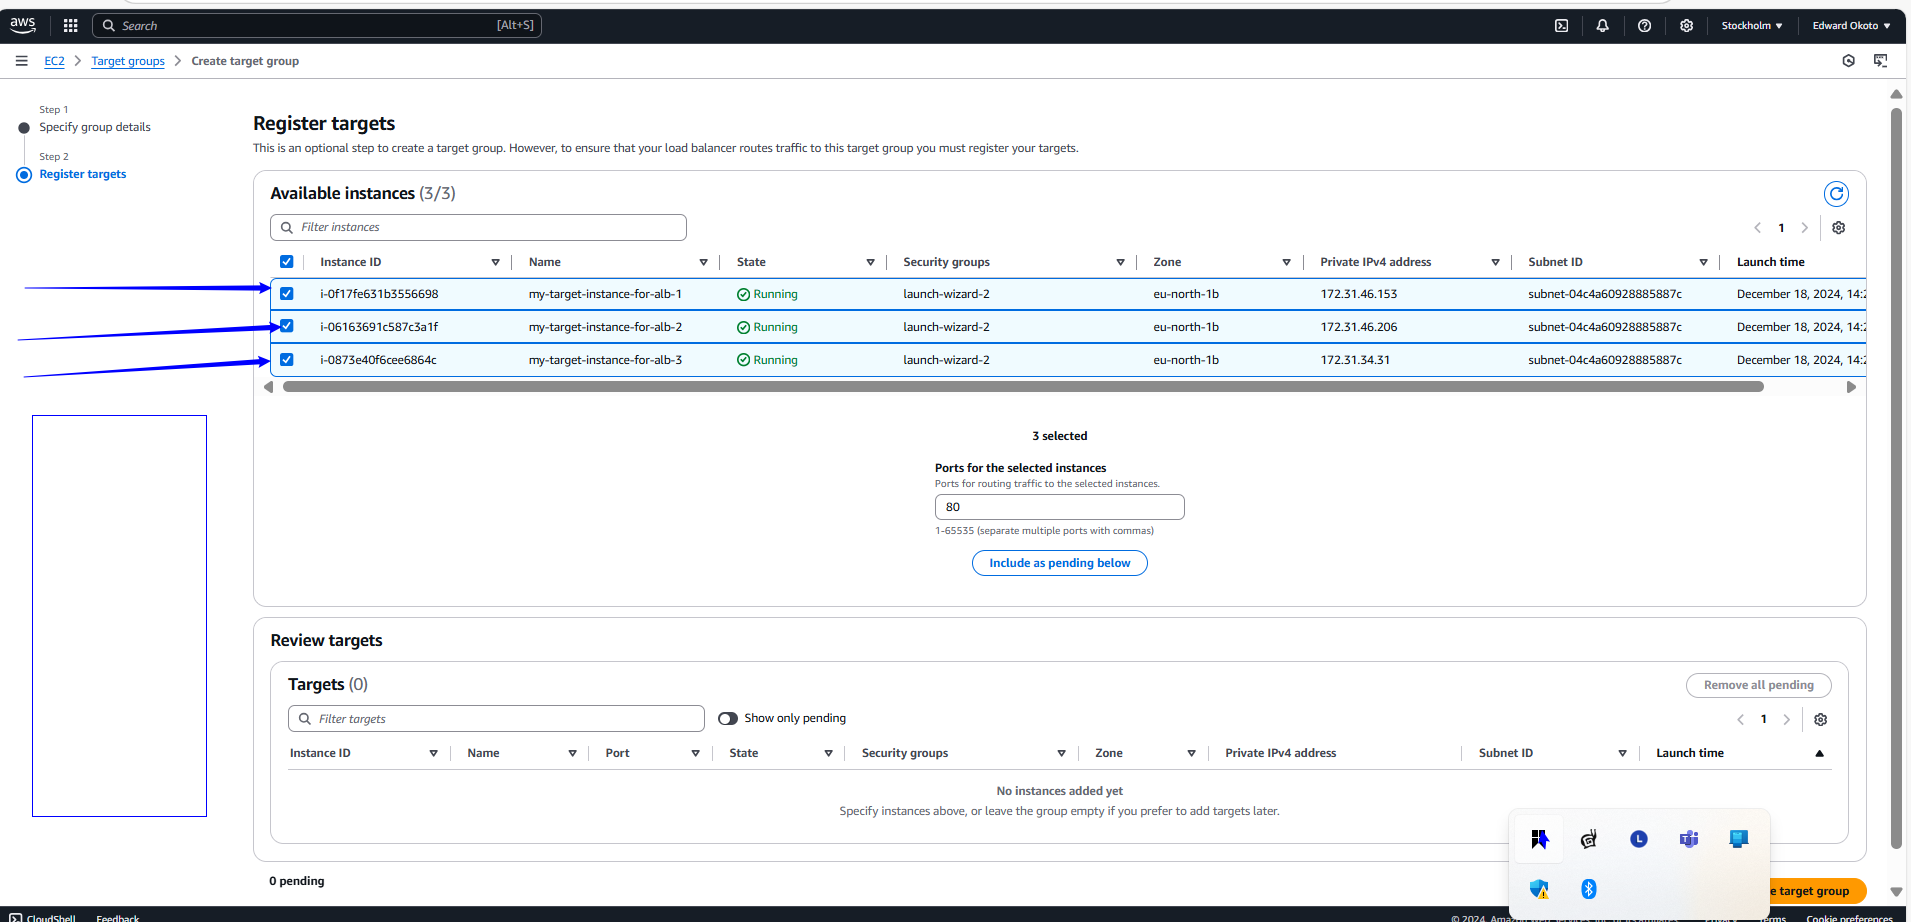 aws
Search [Alt+S] Stockholm Edward Okoto
EC2 Target groups Create target group
Step 1
Specify group details
Step 2
Register targets
Register targets
This is an optional step to create a target group. However, to ensure that your load balancer routes traffic to this target group you must register your targets.
Available instances (3/3)
Filter instances
1
Instance ID Name State Security groups Zone Private IPv4 address Subnet ID Launch time
i-0f17fe631b3556698 my-target-instance-for-alb-1 Running launch-wizard-2 eu-north-1b 172.31.46.153 subnet-04c4a60928885887c December 18, 2024, 14:2
i-06163691c587c3a1f my-target-instance-for-alb-2 Running launch-wizard-2 eu-north-1b 172.31.46.206 subnet-04c4a60928885887c December 18, 2024, 14:2
i-0873e40f6cee6864c my-target-instance-for-alb-3 Running launch-wizard-2 eu-north-1b 172.31.34.31 subnet-04c4a60928885887c December 18, 2024, 14:2
3 selected
Ports for the selected instances
Ports for routing traffic to the selected instances.
80
1-65535 (separate multiple ports with commas)
Include as pending below
Review targets
Targets (0)
Remove all pending
Filter targets Show only pending
1
Instance ID Name Port State Security groups Zone Private IPv4 address Subnet ID Launch time
No instances added yet
Specify instances above, or leave the group empty if you prefer to add targets later.
0 pending
e target group
CloudShell Feedback © 2024, Amazon Web Services, Inc. or its affiliates. Privacy Terms Cookie preferences